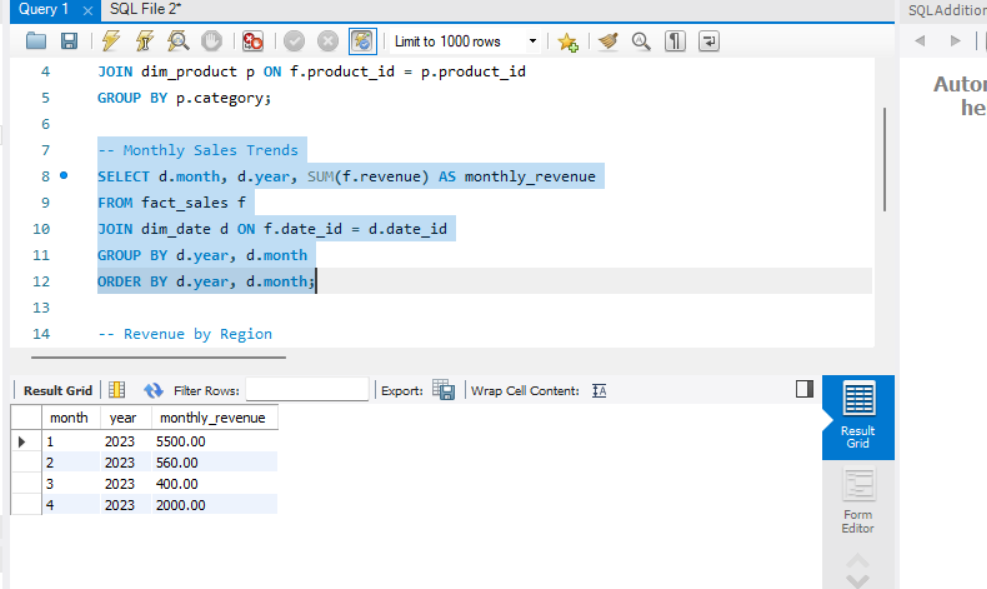 Query 1 × SQL File 2* SQLAddition
Limit to 1000 rows
Autor
he
4 JOIN dim_product p ON f.product_id = p.product_id
5 GROUP BY p.category;
6
7 -- Monthly Sales Trends
8 SELECT d.month, d.year, SUM(f.revenue) AS monthly_revenue
9 FROM fact_sales f
10 JOIN dim_date d ON f.date_id = d.date_id
11 GROUP BY d.year, d.month
12 ORDER BY d.year, d.month;
13
14 -- Revenue by Region
Result Grid Filter Rows: Export: Wrap Cell Content: IA
month year monthly_revenue
1 2023 5500.00
2 2023 560.00
3 2023 400.00
4 2023 2000.00
Result
Grid
Form
Editor